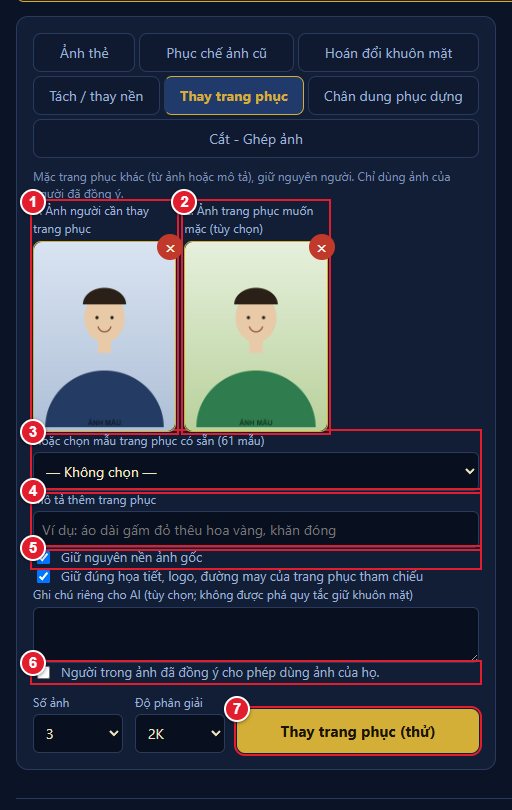 Ảnh thẻ
Phục chế ảnh cũ
Hoán đổi khuôn mặt
Tách / thay nền
Thay trang phục
Chân dung phục dựng
Cắt - Ghép ảnh
Mặc trang phục khác (từ ảnh hoặc mô tả), giữ nguyên người. Chỉ dùng ảnh của
đã đồng ý.
1
Ảnh người cần thay
trang phục
×
ẢNH MẪU
2
Ảnh trang phục muốn
mặc (tùy chọn)
×
ẢNH MẪU
3
chọn mẫu trang phục có sẵn (61 mẫu)
— Không chọn —
4
tả thêm trang phục
Ví dụ: áo dài gấm đỏ thêu hoa vàng, khăn đóng
5
Giữ nguyên nền ảnh gốc
Giữ đúng họa tiết, logo, đường may của trang phục tham chiếu
Ghi chú riêng cho AI (tùy chọn; không được phá quy tắc giữ khuôn mặt)
6
Người trong ảnh đã đồng ý cho phép dùng ảnh của họ.
Số ảnh
Độ phân giải
7
3
2K
Thay trang phục (thử)